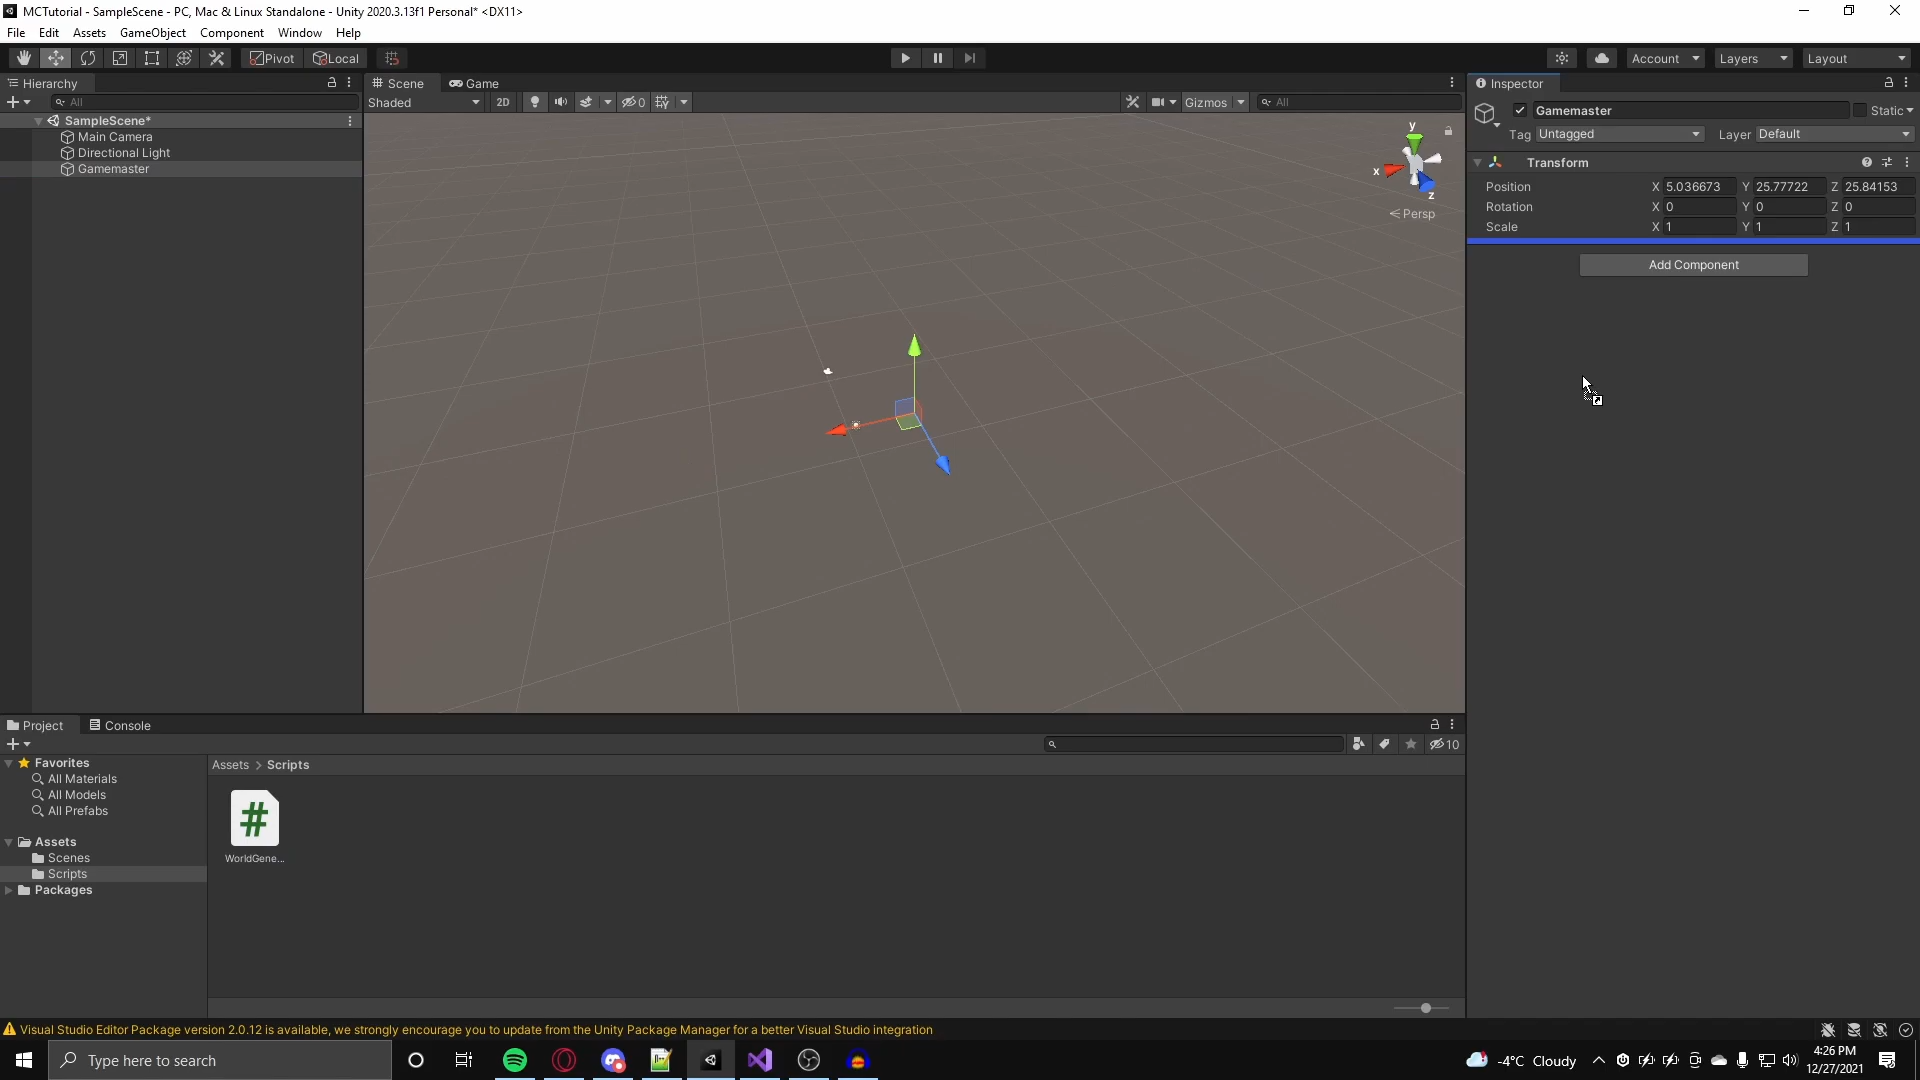 MCTutorial - SampleScene - PC, Mac & Linux Standalone - Unity 2020.3.13f1 Personal* <DX11>
File Edit Assets GameObject Component Window Help
Pivot Local Account Layers Layout
Hierarchy
All
SampleScene*
Main Camera
Directional Light
Gamemaster
Scene Game
Shaded 2D 0 Gizmos All
y
x
z
Persp
Inspector
Gamemaster Static
Tag Untagged Layer Default
Transform
Position X 5.036673 Y 25.77722 Z 25.84153
Rotation X 0 Y 0 Z 0
Scale X 1 Y 1 Z 1
Add Component
Project Console
10
Favorites
All Materials
All Models
All Prefabs
Assets
Scenes
Scripts
Packages
Assets > Scripts
#
WorldGene...
Visual Studio Editor Package version 2.0.12 is available, we strongly encourage you to update from the Unity Package Manager for a better Visual Studio integration
Type here to search
-4°C Cloudy
4:26 PM
12/27/2021